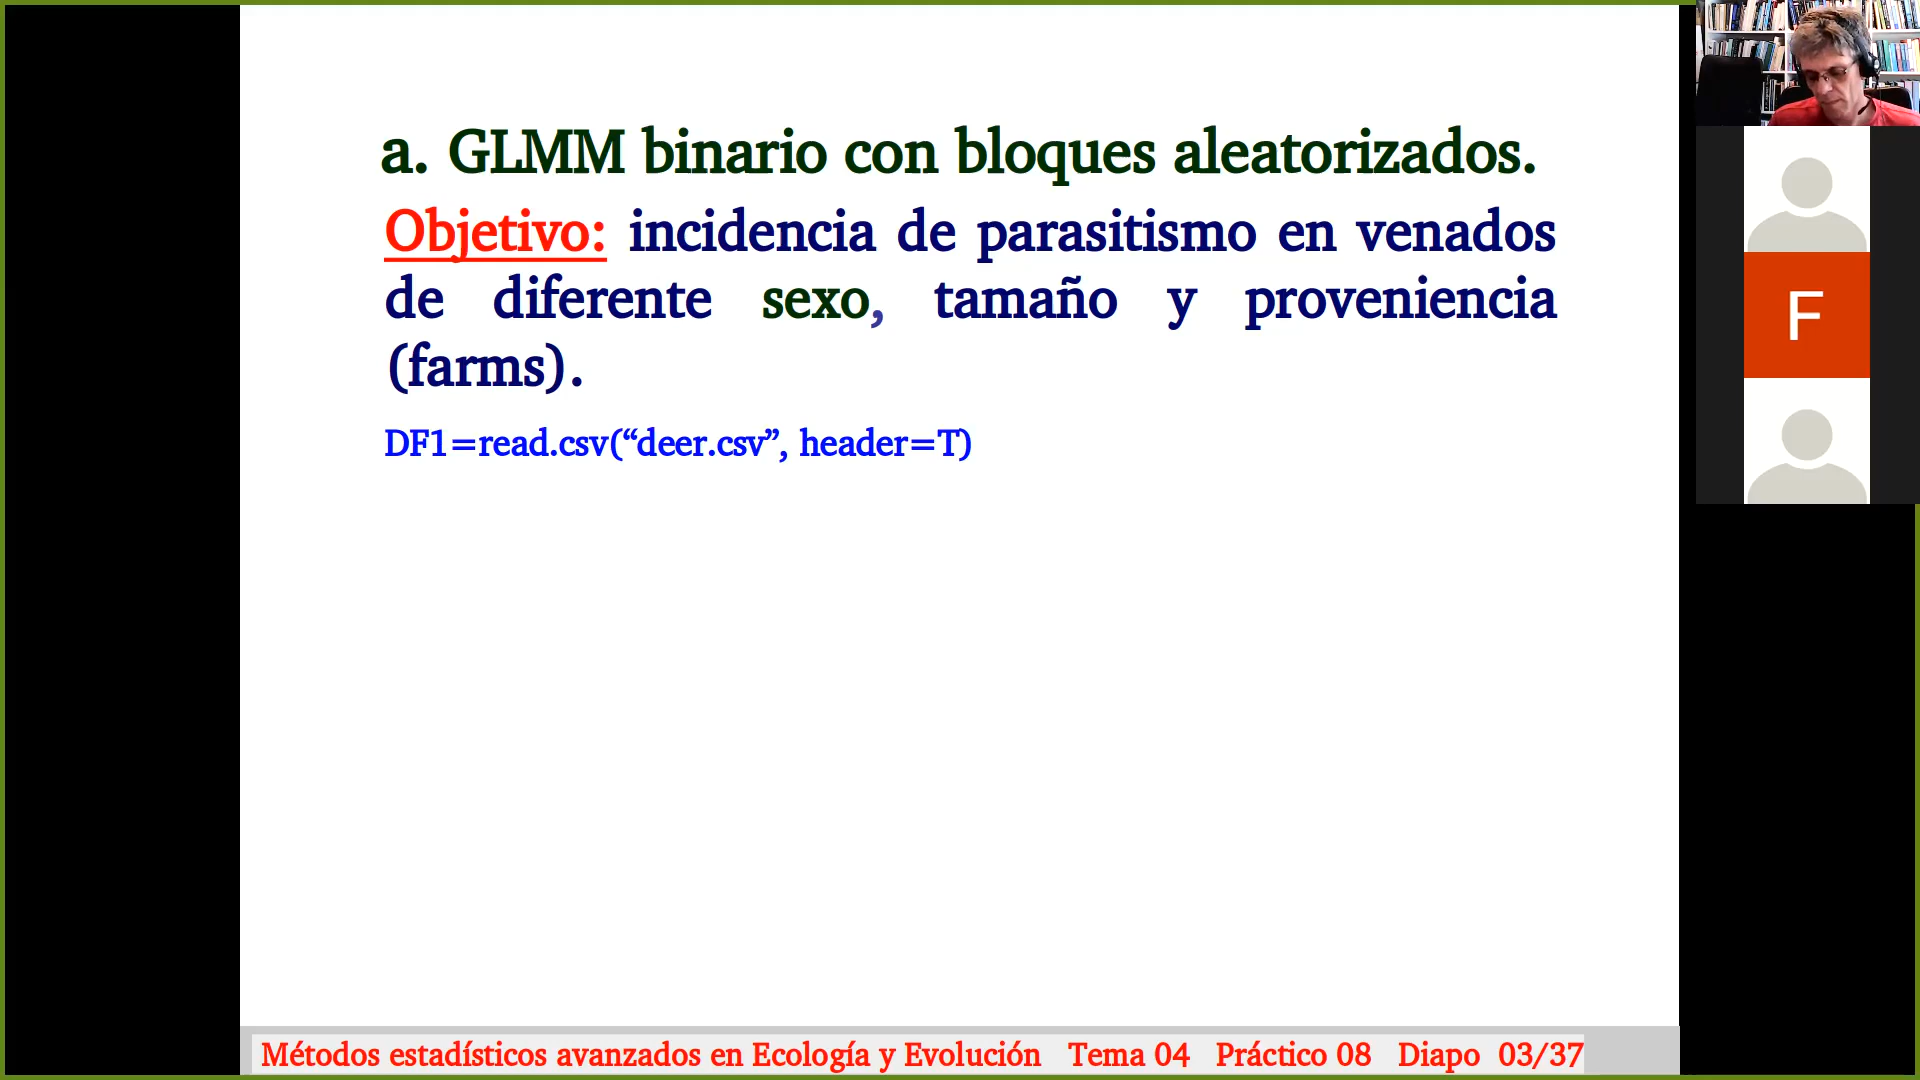 a. GLMM binario con bloques aleatorizados.
Objetivo: incidencia de parasitismo en venados
de diferente sexo, tamaño y proveniencia
(farms).
DF1=read.csv(“deer.csv”, header=T)
F
Métodos estadísticos avanzados en Ecología y Evolución Tema 04 Práctico 08 Diapo 03/37